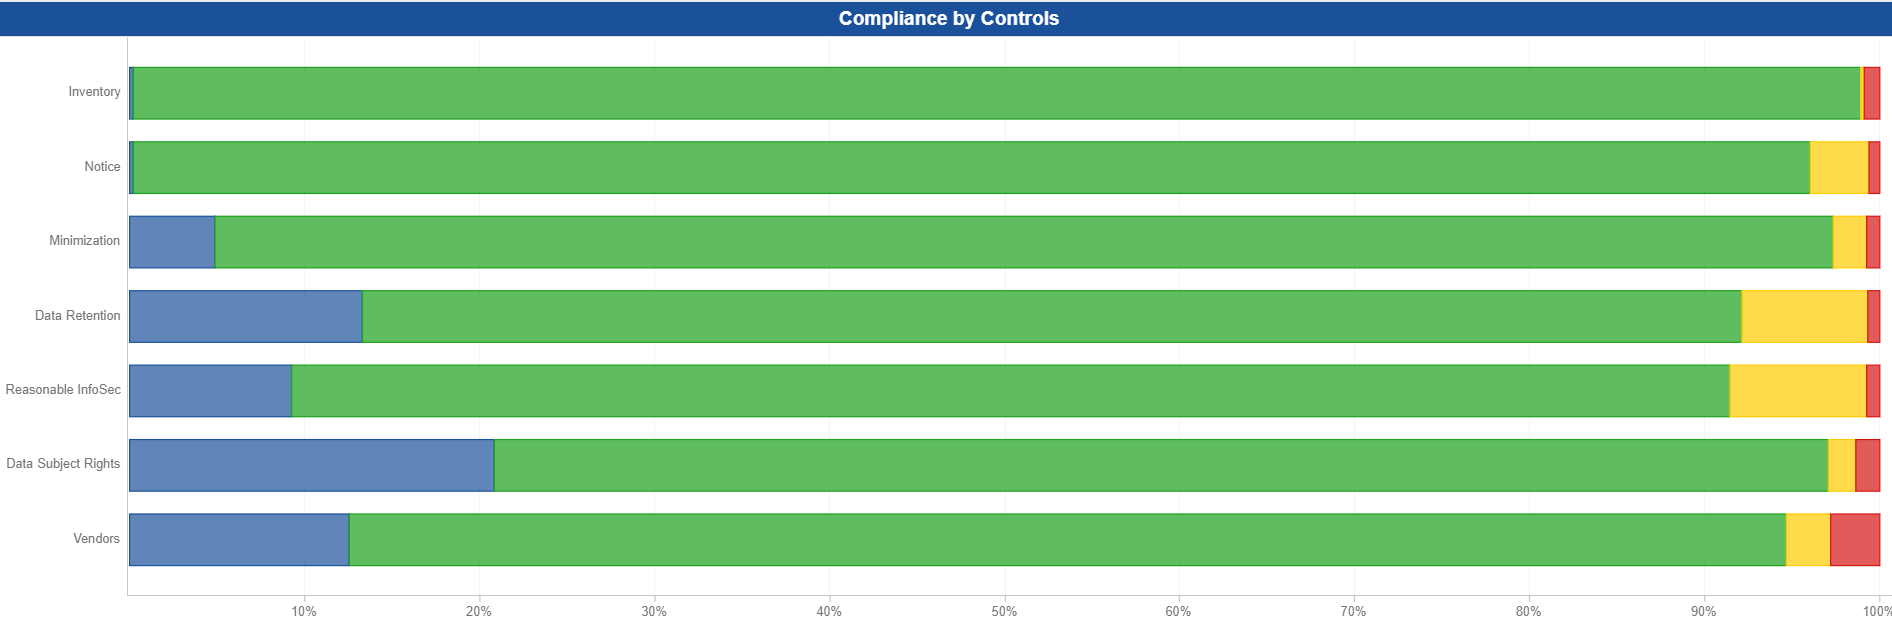 Compliance by Controls
Inventory
Notice
Minimization
Data Retention
Reasonable InfoSec
Data Subject Rights
Vendors
10% 20% 30% 40% 50% 60% 70% 80% 90% 100%